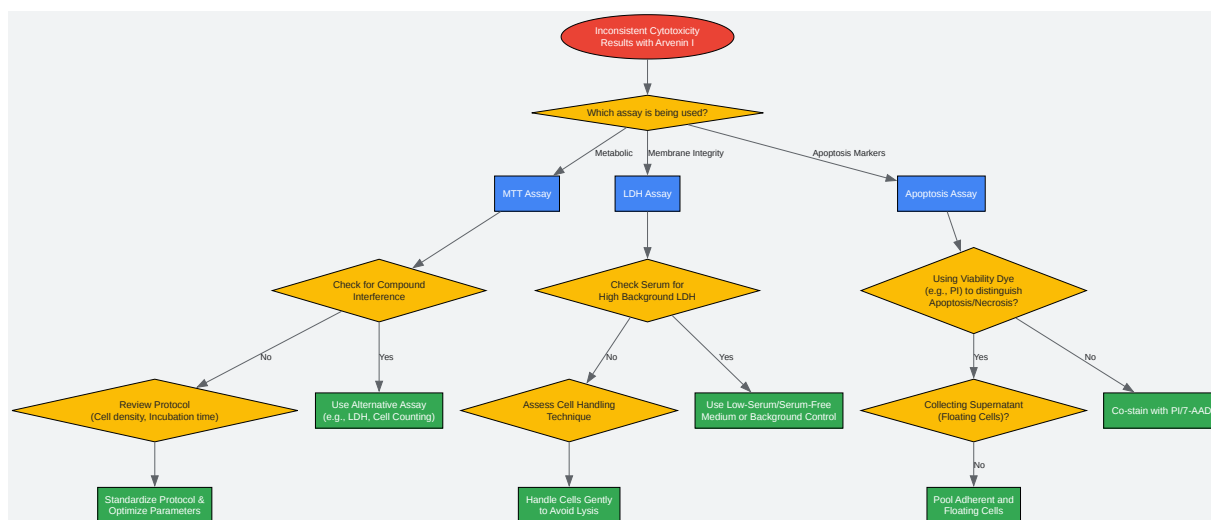 Inconsistent Cytotoxicity
Results with Arvenin I
Which assay is being used?
Metabolic
Membrane Integrity
Apoptosis Markers
MTT Assay
LDH Assay
Apoptosis Assay
Check for Compound
Interference
Check Serum for
High Background LDH
Using Viability Dye
(e.g., PI) to distinguish
Apoptosis/Necrosis?
No
Yes
No
Yes
Yes
No
Review Protocol
(Cell density, Incubation time)
Use Alternative Assay
(e.g., LDH, Cell Counting)
Assess Cell Handling
Technique
Use Low-Serum/Serum-Free
Medium or Background Control
Collecting Supernatant
(Floating Cells)?
Co-stain with PI/7-AAD
No
Standardize Protocol &
Optimize Parameters
Handle Cells Gently
to Avoid Lysis
Pool Adherent and
Floating Cells